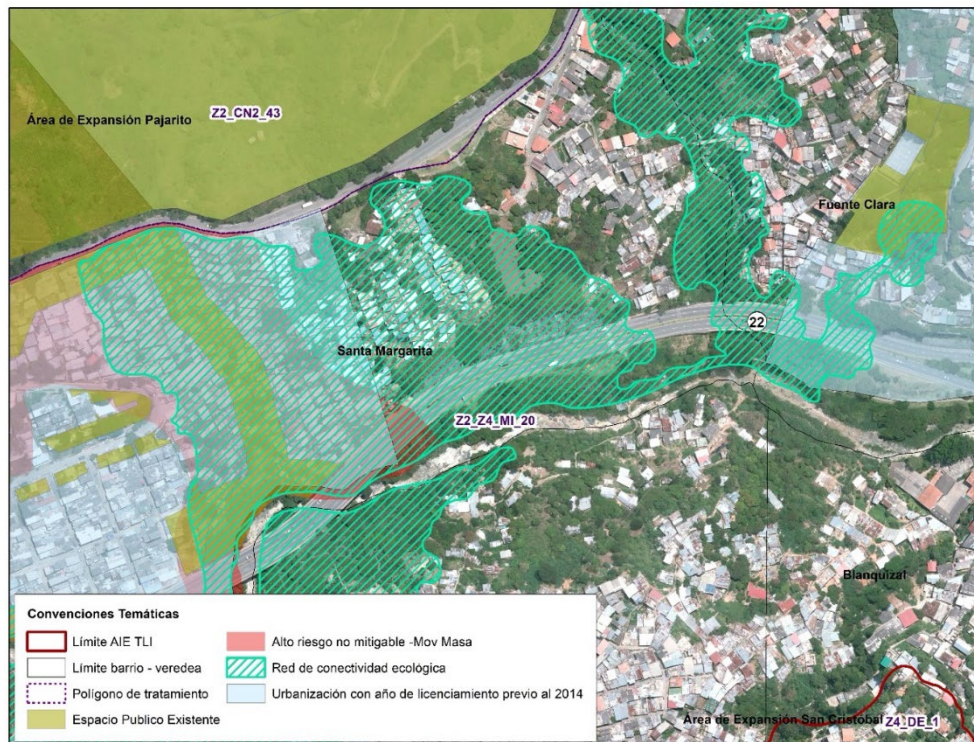 Z2_CN2_43
Área de Expansión Pajarito
Fuente Clara
22
Santa Margarita
Z2_Z4_MI_20
Blanquizal
Área de Expansión San Cristobal Z4_DE_1
Convenciones Temáticas
Límite AIE TLI
Límite barrio - veredea
Polígono de tratamiento
Espacio Publico Existente
Alto riesgo no mitigable -Mov Masa
Red de conectividad ecológica
Urbanización con año de licenciamiento previo al 2014